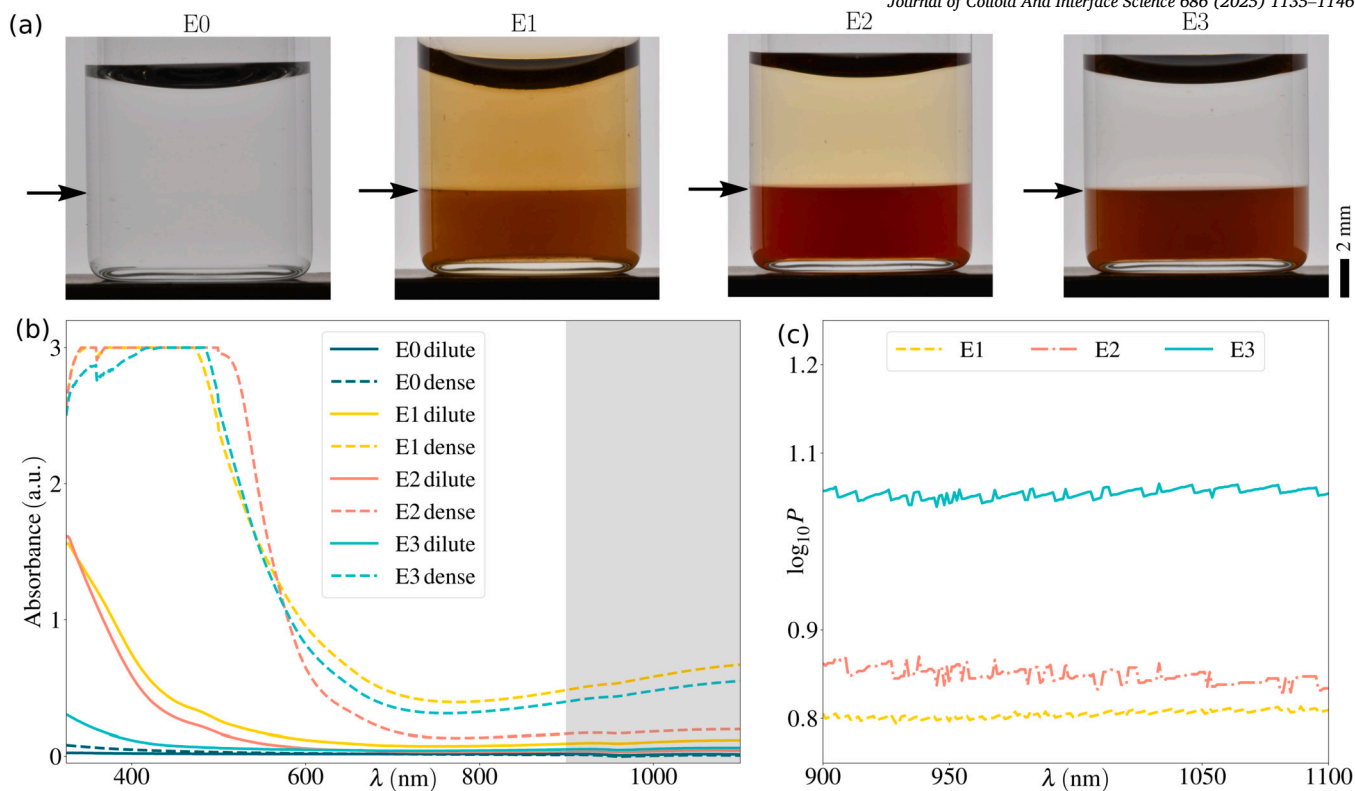 Journal of Colloid And Interface Science 686 (2025) 1135–1146
(a)
E0
E1
E2
E3
2 mm
(b)
3
2
1
0
Absorbance (a.u.)
400
600
800
1000
λ (nm)
E0 dilute
E0 dense
E1 dilute
E1 dense
E2 dilute
E2 dense
E3 dilute
E3 dense
(c)
E1
E2
E3
1.2
1.1
0.9
0.8
log₁₀ P
900
950
1050
1100
λ (nm)